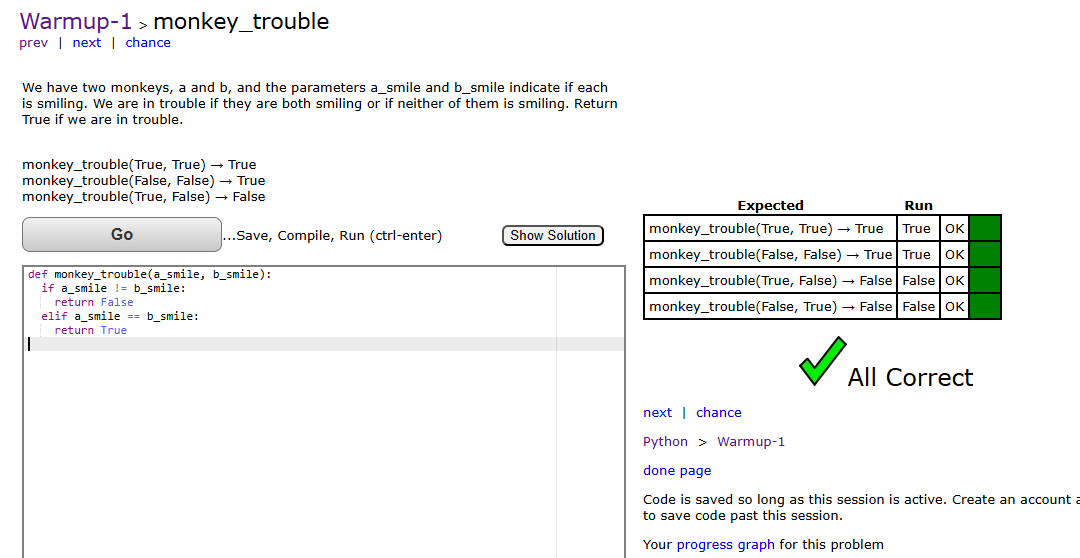 Warmup-1 > monkey_trouble
prev | next | chance
We have two monkeys, a and b, and the parameters a_smile and b_smile indicate if each
is smiling. We are in trouble if they are both smiling or if neither of them is smiling. Return
True if we are in trouble.
monkey_trouble(True, True) → True
monkey_trouble(False, False) → True
monkey_trouble(True, False) → False
Go ...Save, Compile, Run (ctrl-enter) Show Solution
def monkey_trouble(a_smile, b_smile):
  if a_smile != b_smile:
    return False
  elif a_smile == b_smile:
    return True
Expected Run
monkey_trouble(True, True) → True True OK
monkey_trouble(False, False) → True True OK
monkey_trouble(True, False) → False False OK
monkey_trouble(False, True) → False False OK
All Correct
next | chance
Python > Warmup-1
done page
Code is saved so long as this session is active. Create an account a
to save code past this session.
Your progress graph for this problem